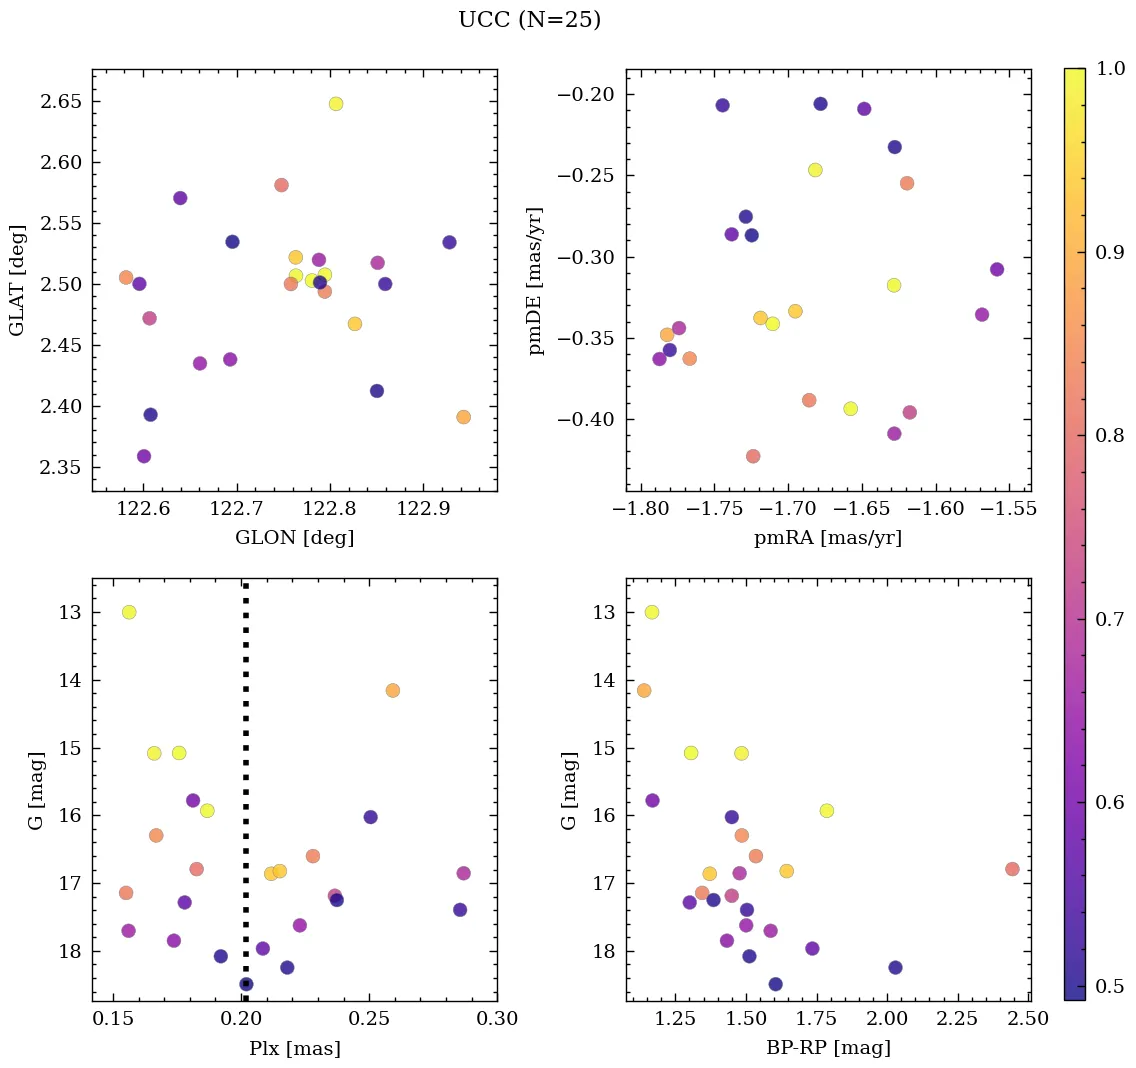 UCC (N=25)
2.65
2.60
2.55
2.50
2.45
2.40
2.35
GLAT [deg]
122.6 122.7 122.8 122.9
GLON [deg]
−0.20
−0.25
−0.30
−0.35
−0.40
pmDE [mas/yr]
−1.80 −1.75 −1.70 −1.65 −1.60 −1.55
pmRA [mas/yr]
13
14
15
16
17
18
G [mag]
0.15 0.20 0.25 0.30
Plx [mas]
13
14
15
16
17
18
G [mag]
1.25 1.50 1.75 2.00 2.25 2.50
BP-RP [mag]
1.0
0.9
0.8
0.7
0.6
0.5